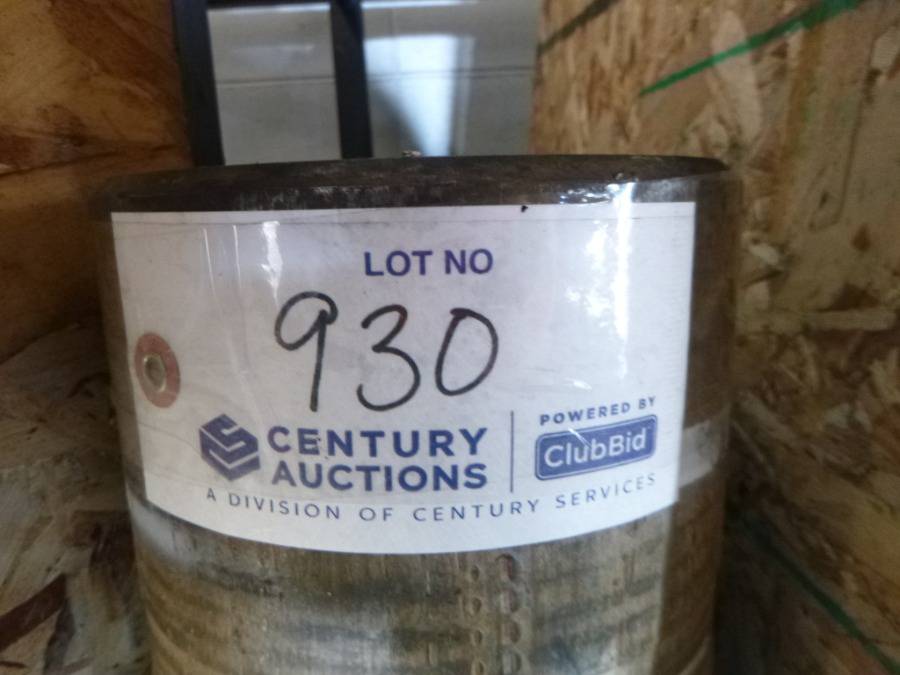 LOT NO
930
CENTURY
AUCTIONS
POWERED BY
ClubBid
A DIVISION OF CENTURY SERVICES